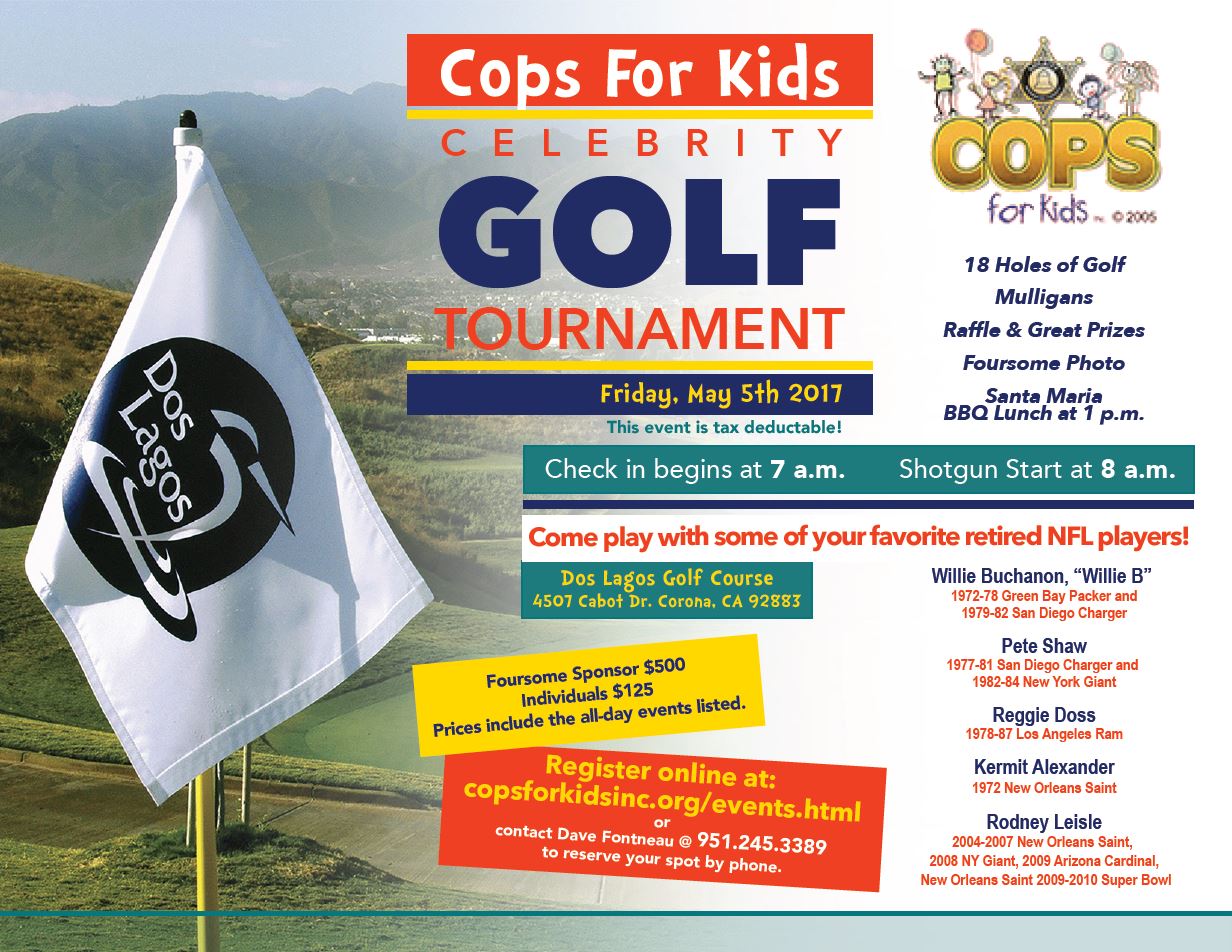 Cops For Kids
CELEBRITY
GOLF
TOURNAMENT
Friday, May 5th 2017
This event is tax deductable!
COPS
for Kids Inc © 2005
18 Holes of Golf
Mulligans
Raffle & Great Prizes
Foursome Photo
Santa Maria
BBQ Lunch at 1 p.m.
Dos
Lagos
Check in begins at 7 a.m. Shotgun Start at 8 a.m.
Come play with some of your favorite retired NFL players!
Dos Lagos Golf Course
4507 Cabot Dr. Corona, CA 92883
Foursome Sponsor $500
Individuals $125
Prices include the all-day events listed.
Register online at:
copsforkidsinc.org/events.html
or
contact Dave Fontneau @ 951.245.3389
to reserve your spot by phone.
Willie Buchanon, “Willie B”
1972-78 Green Bay Packer and
1979-82 San Diego Charger
Pete Shaw
1977-81 San Diego Charger and
1982-84 New York Giant
Reggie Doss
1978-87 Los Angeles Ram
Kermit Alexander
1972 New Orleans Saint
Rodney Leisle
2004-2007 New Orleans Saint,
2008 NY Giant, 2009 Arizona Cardinal,
New Orleans Saint 2009-2010 Super Bowl